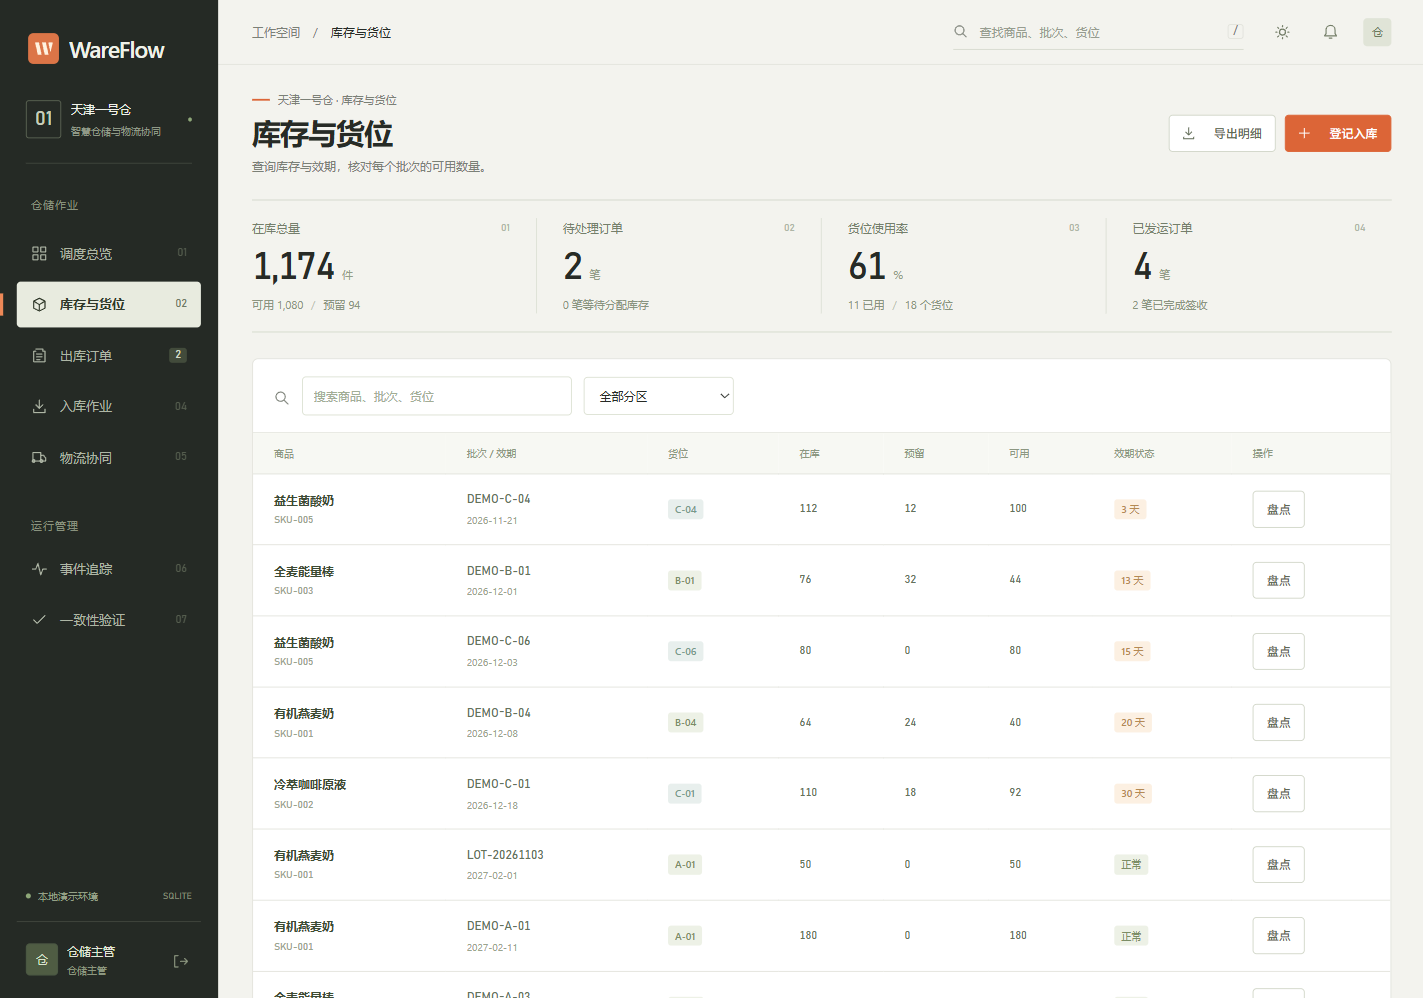 WareFlow
01
天津一号仓
智慧仓储与物流协同
仓储作业
调度总览 01
库存与货位 02
出库订单 2
入库作业 04
物流协同 05
运行管理
事件追踪 06
一致性验证 07
本地演示环境 SQLITE
仓
仓储主管
仓储主管
工作空间 / 库存与货位
查找商品、批次、货位 /
仓
天津一号仓 · 库存与货位
库存与货位
查询库存与效期，核对每个批次的可用数量。
导出明细
登记入库
在库总量 01
1,174 件
可用 1,080 / 预留 94
待处理订单 02
2 笔
0 笔等待分配库存
货位使用率 03
61 %
11 已用 / 18 个货位
已发运订单 04
4 笔
2 笔已完成签收
搜索商品、批次、货位
全部分区
商品 批次 / 效期 货位 在库 预留 可用 效期状态 操作
益生菌酸奶 DEMO-C-04 C-04 112 12 100 3 天 盘点
SKU-005 2026-11-21
全麦能量棒 DEMO-B-01 B-01 76 32 44 13 天 盘点
SKU-003 2026-12-01
益生菌酸奶 DEMO-C-06 C-06 80 0 80 15 天 盘点
SKU-005 2026-12-03
有机燕麦奶 DEMO-B-04 B-04 64 24 40 20 天 盘点
SKU-001 2026-12-08
冷萃咖啡原液 DEMO-C-01 C-01 110 18 92 30 天 盘点
SKU-002 2026-12-18
有机燕麦奶 LOT-20261103 A-01 50 0 50 正常 盘点
SKU-001 2027-02-01
有机燕麦奶 DEMO-A-01 A-01 180 0 180 正常 盘点
SKU-001 2027-02-11
全麦能量棒 DEMO-A-03